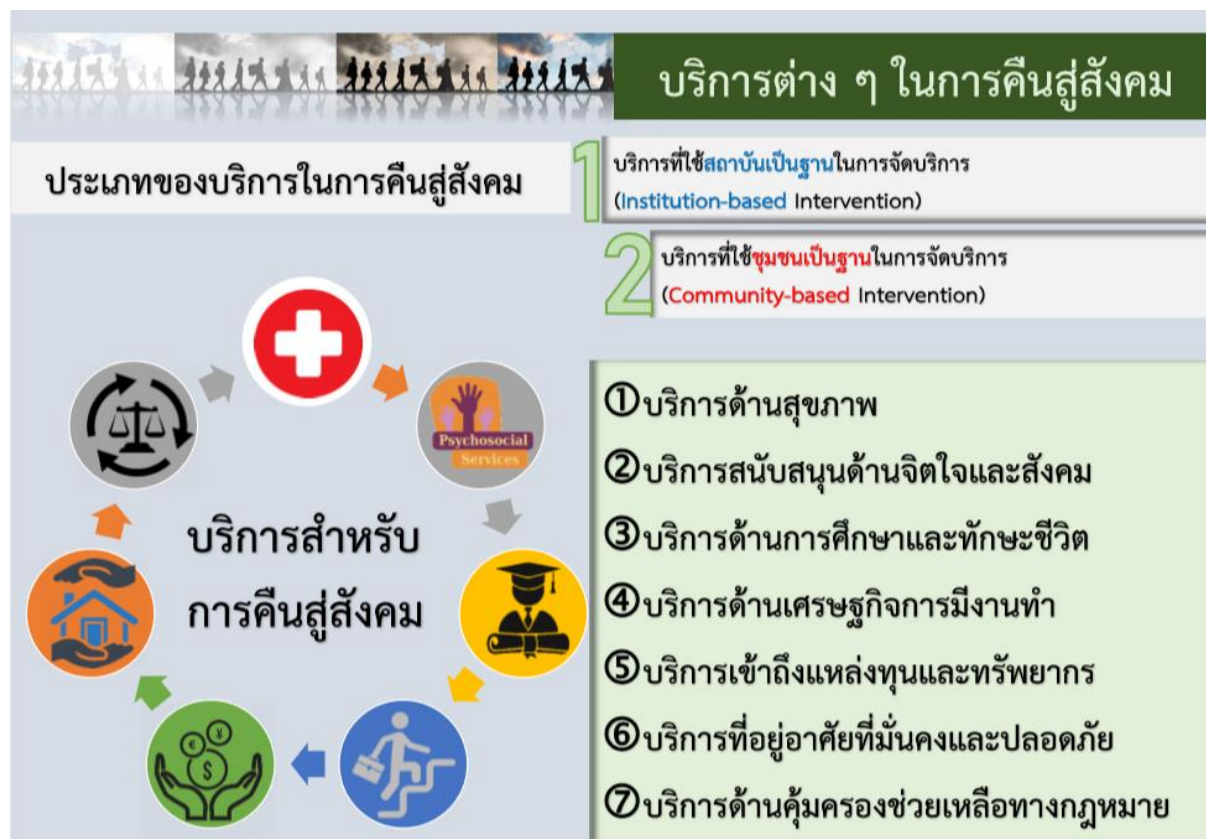 บริการต่าง ๆ ในการคืนสู่สังคม
ประเภทของบริการในการคืนสู่สังคม
1
บริการที่ใช้สถาบันเป็นฐานในการจัดบริการ
(Institution-based Intervention)
2
บริการที่ใช้ชุมชนเป็นฐานในการจัดบริการ
(Community-based Intervention)
Psychosocial
Services
บริการสำหรับ
การคืนสู่สังคม
€ ¥
$
①บริการด้านสุขภาพ
②บริการสนับสนุนด้านจิตใจและสังคม
③บริการด้านการศึกษาและทักษะชีวิต
④บริการด้านเศรษฐกิจการมีงานทำ
⑤บริการเข้าถึงแหล่งทุนและทรัพยากร
⑥บริการที่อยู่อาศัยที่มั่นคงและปลอดภัย
⑦บริการด้านคุ้มครองช่วยเหลือทางกฎหมาย